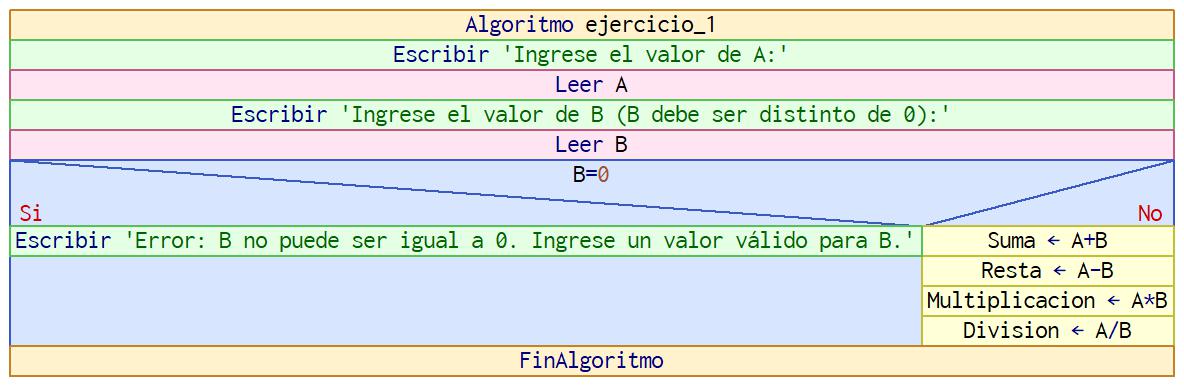 Algoritmo ejercicio_1
Escribir 'Ingrese el valor de A:'
Leer A
Escribir 'Ingrese el valor de B (B debe ser distinto de 0):'
Leer B
B=0
Si
No
Escribir 'Error: B no puede ser igual a 0. Ingrese un valor válido para B.'
Suma ← A+B
Resta ← A-B
Multiplicacion ← A*B
Division ← A/B
FinAlgoritmo